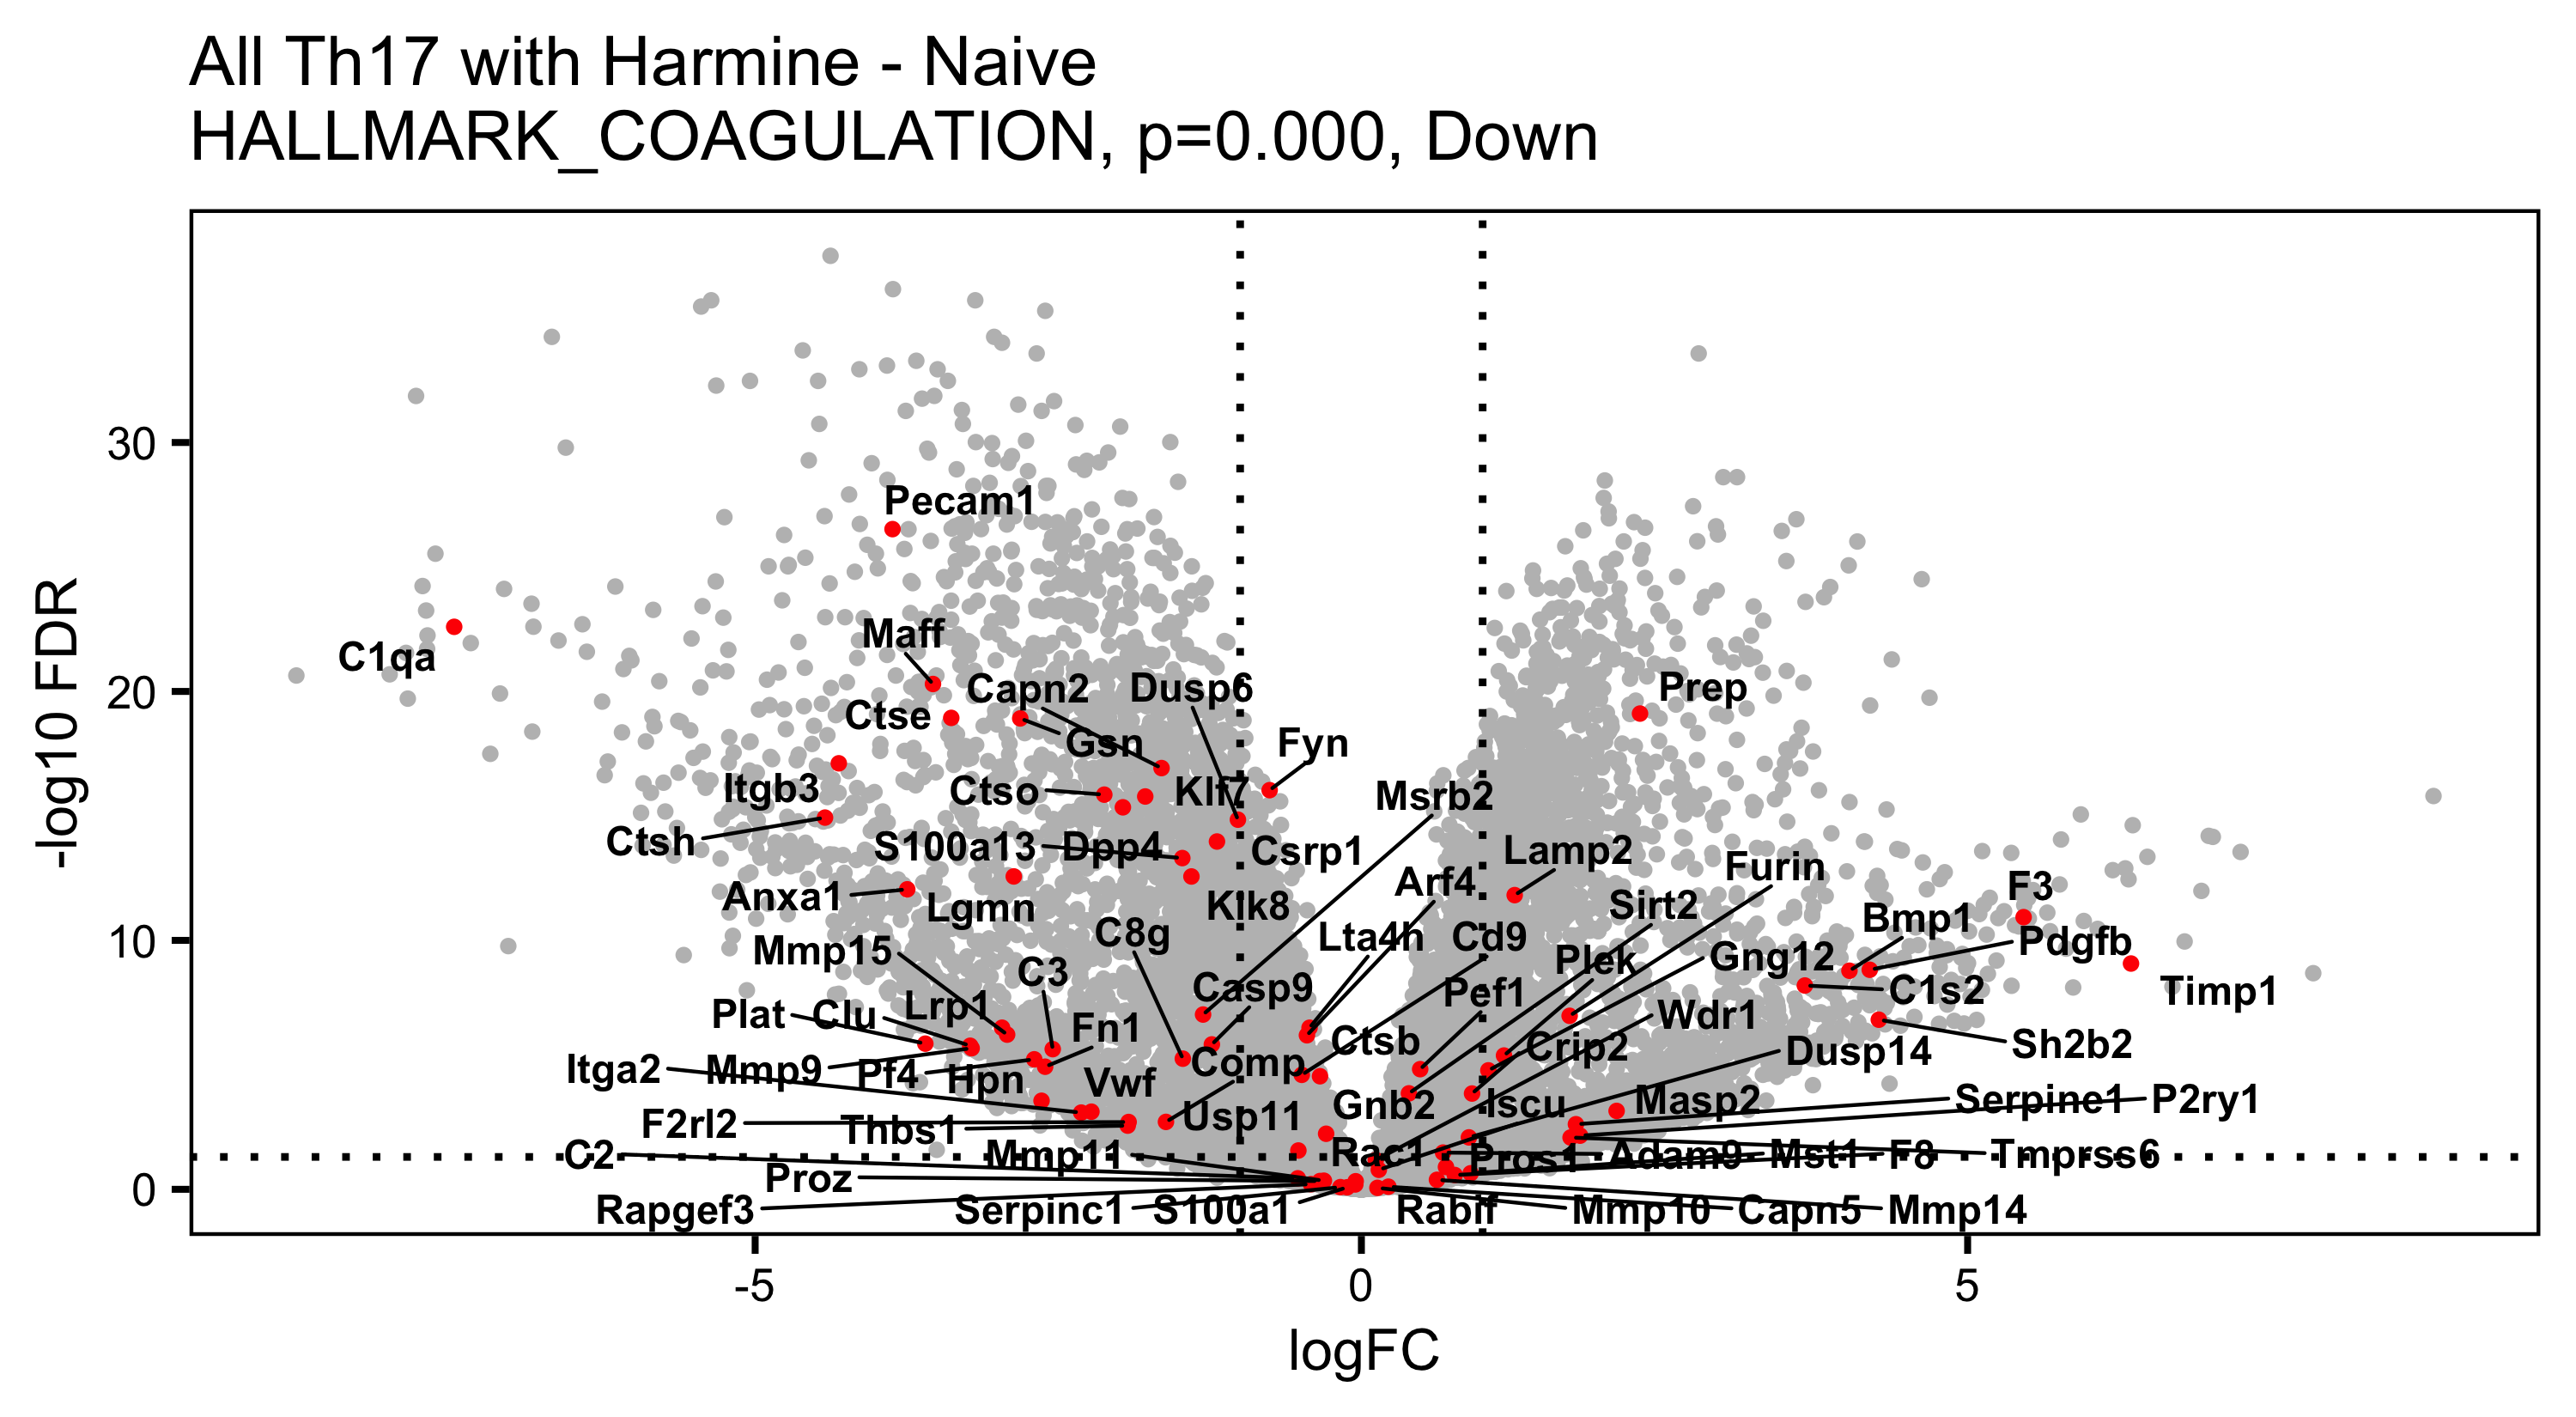 All Th17 with Harmine - Naive
HALLMARK_COAGULATION, p=0.000, Down
-log10 FDR
30
20
10
0
Pecam1
C1qa
Maff
Capn2
Dusp6
Prep
Ctse
Gsn
Fyn
Itgb3
Ctso
Klf7
Msrb2
Ctsh
S100a13
Dpp4
Csrp1
Lamp2
Furin
Anxa1
Lgmn
Klk8
Arf4
Sirt2
F3
Mmp15
C8g
Lta4h
Cd9
Bmp1
Pdgfb
C3
Casp9
Plek
Gng12
Pef1
C1s2
Timp1
Plat
Clu
Lrp1
Fn1
Wdr1
Itga2
Mmp9
Pf4
Hpn
Comp
Ctsb
Crip2
Dusp14
Sh2b2
Vwf
Gnb2
Iscu
Masp2
Serpine1
P2ry1
F2rl2
Thbs1
Usp11
C2
Mmp11
Rac1
Pros1
Adam9
Mst1
F8
Tmprss6
Proz
Rapgef3
Serpinc1
S100a1
Rabif
Mmp10
Capn5
Mmp14
-5
0
5
logFC